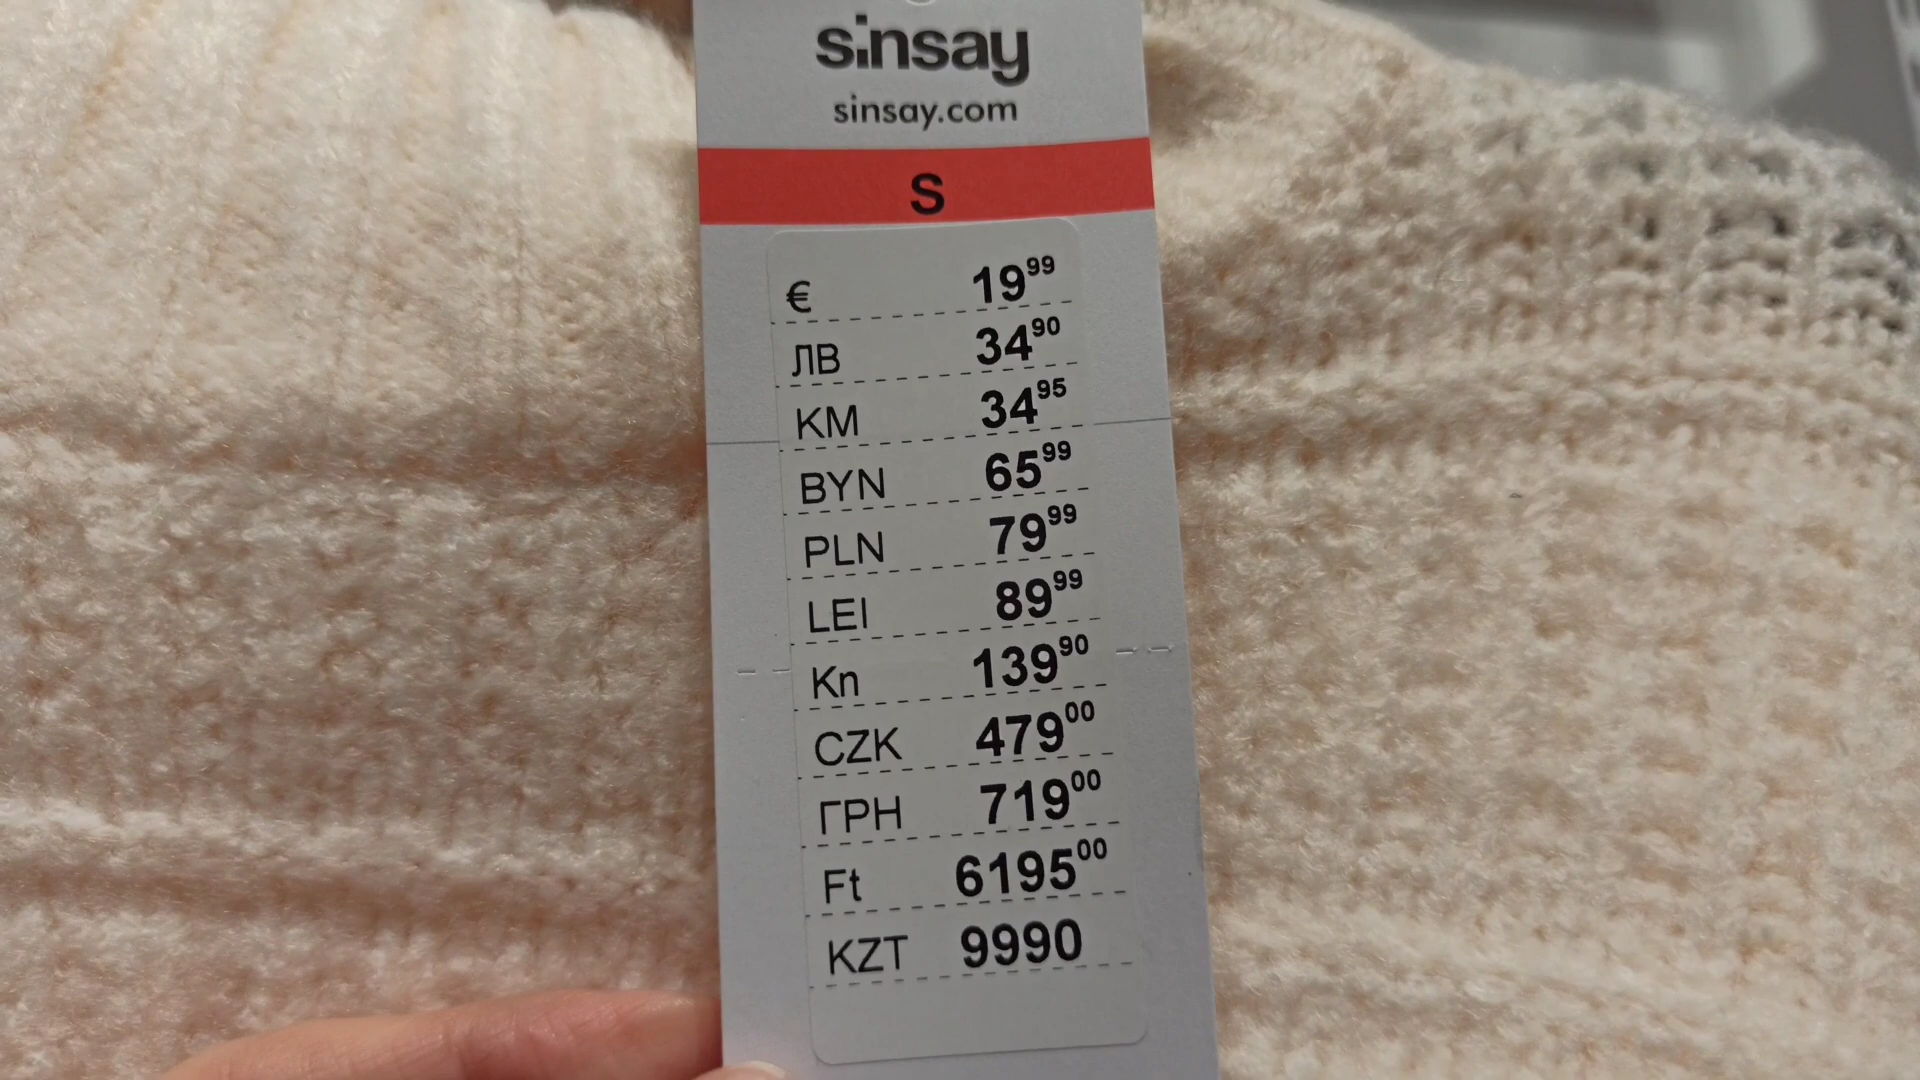 sinsay
sinsay.com
S
€ 19⁹⁹
ЛВ 34⁹⁰
KM 34⁹⁵
BYN 65⁹⁹
PLN 79⁹⁹
LEI 89⁹⁹
Kn 139⁹⁰
CZK 479⁰⁰
ГРН 719⁰⁰
Ft 6195⁰⁰
KZT 9990